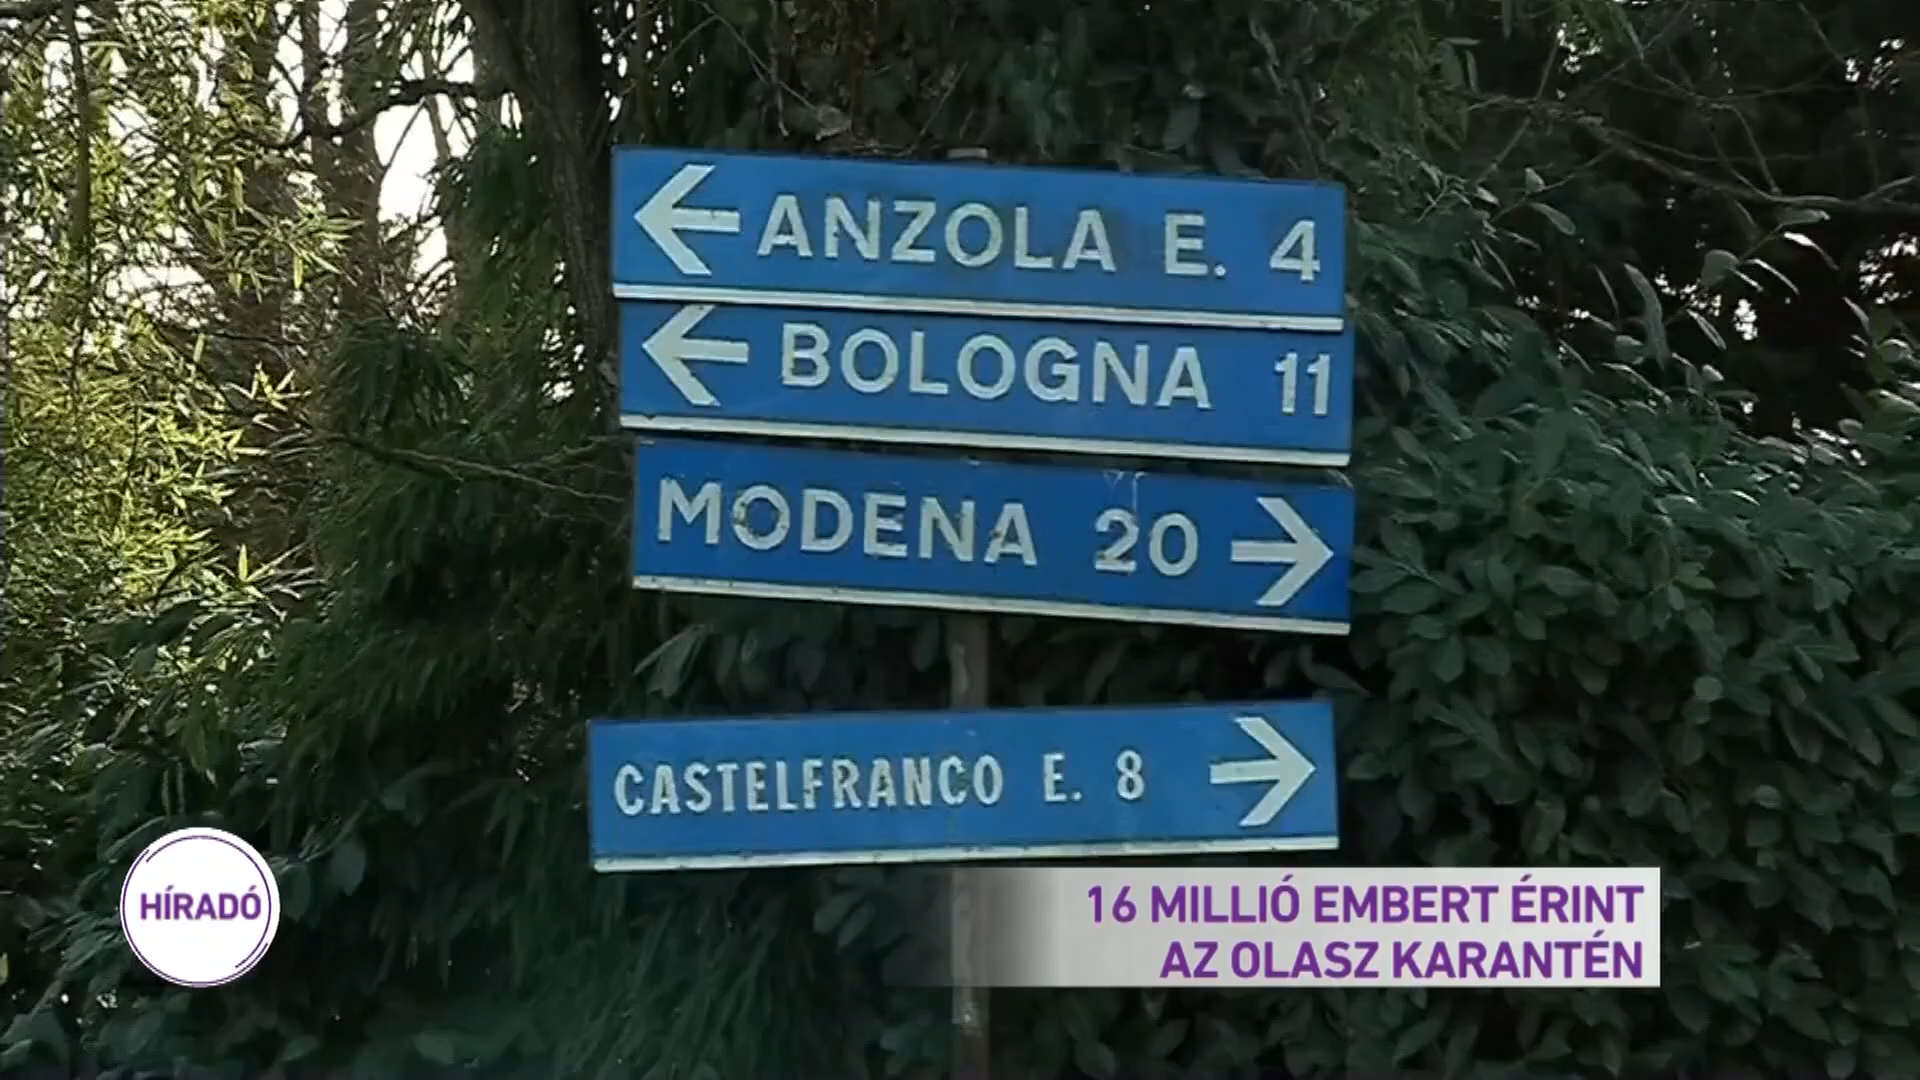 ANZOLA E. 4
BOLOGNA 11
MODENA 20
CASTELFRANCO E. 8
HÍRADÓ
16 MILLIÓ EMBERT ÉRINT
AZ OLASZ KARANTÉN